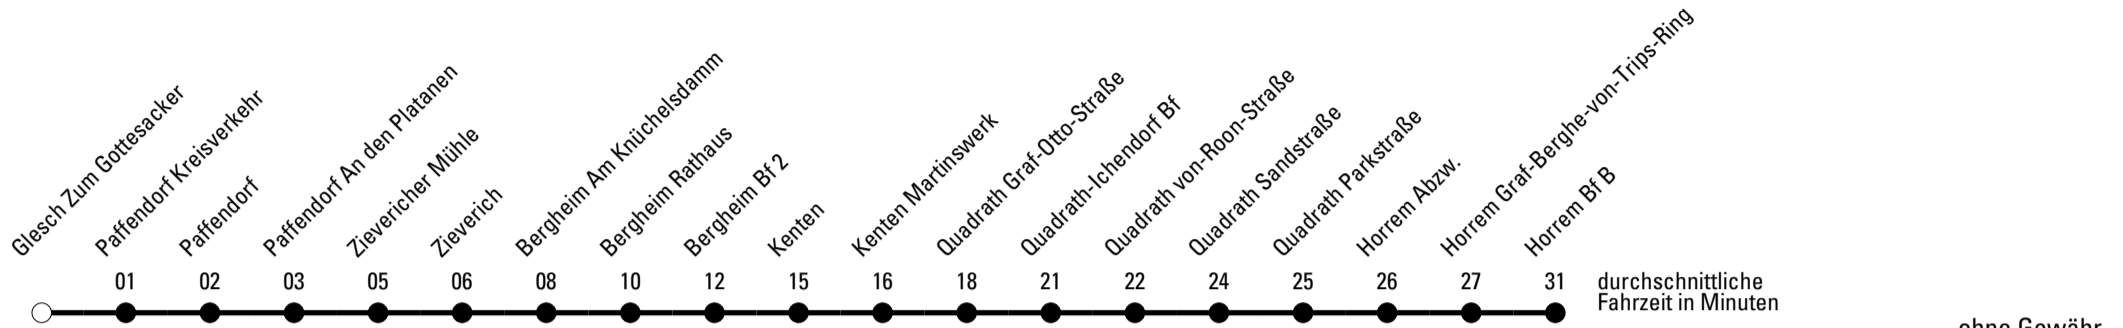 Glesch Zum Gottesacker
Paffendorf Kreisverkehr
Paffendorf
Paffendorf An den Platanen
Zievericher Mühle
Zieverich
Bergheim Am Knüchelsdamm
Bergheim Rathaus
Bergheim Bf 2
Kenten
Kenten Martinswerk
Quadrath Graf-Otto-Straße
Quadrath-Ichendorf Bf
Quadrath von-Roon-Straße
Quadrath Sandstraße
Quadrath Parkstraße
Horrem Abzw.
Horrem Graf-Berghe-von-Trips-Ring
Horrem Bf B
01 02 03 05 06 08 10 12 15 16 18 21 22 24 25 26 27 31
durchschnittliche
Fahrzeit in Minuten
ohne Gewähr